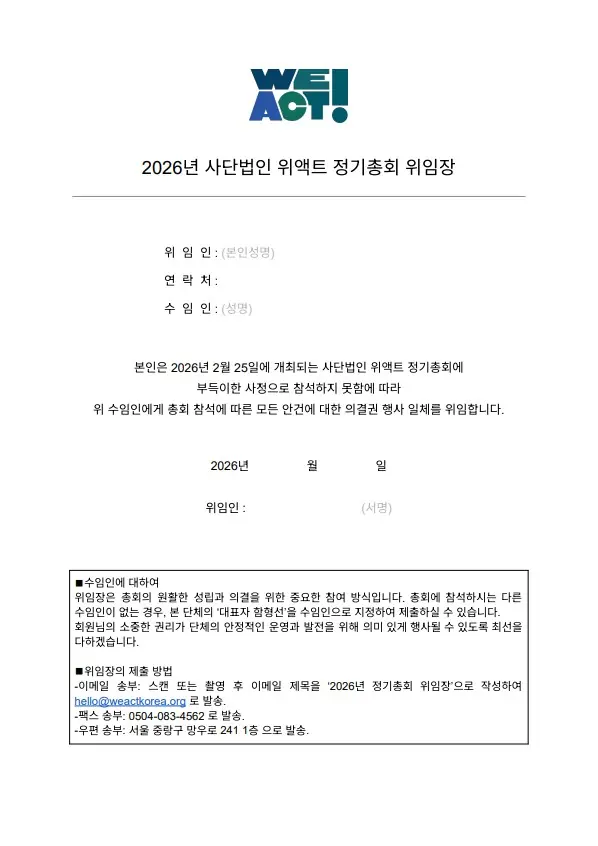 WE
ACT!
2026년 사단법인 위액트 정기총회 위임장
위 임 인 : (본인성명)
연 락 처 :
수 임 인 : (성명)
본인은 2026년 2월 25일에 개최되는 사단법인 위액트 정기총회에
부득이한 사정으로 참석하지 못함에 따라
위 수임인에게 총회 참석에 따른 모든 안건에 대한 의결권 행사 일체를 위임합니다.
2026년 월 일
위임인 : (서명)
■수임인에 대하여
위임장은 총회의 원활한 성립과 의결을 위한 중요한 참여 방식입니다. 총회에 참석하시는 다른
수임인이 없는 경우, 본 단체의 ‘대표자 함형선’을 수임인으로 지정하여 제출하실 수 있습니다.
회원님의 소중한 권리가 단체의 안정적인 운영과 발전을 위해 의미 있게 행사될 수 있도록 최선을
다하겠습니다.
■위임장의 제출 방법
-이메일 송부: 스캔 또는 촬영 후 이메일 제목을 ‘2026년 정기총회 위임장’으로 작성하여
hello@weactkorea.org 로 발송.
-팩스 송부: 0504-083-4562 로 발송.
-우편 송부: 서울 중랑구 망우로 241 1층 으로 발송.